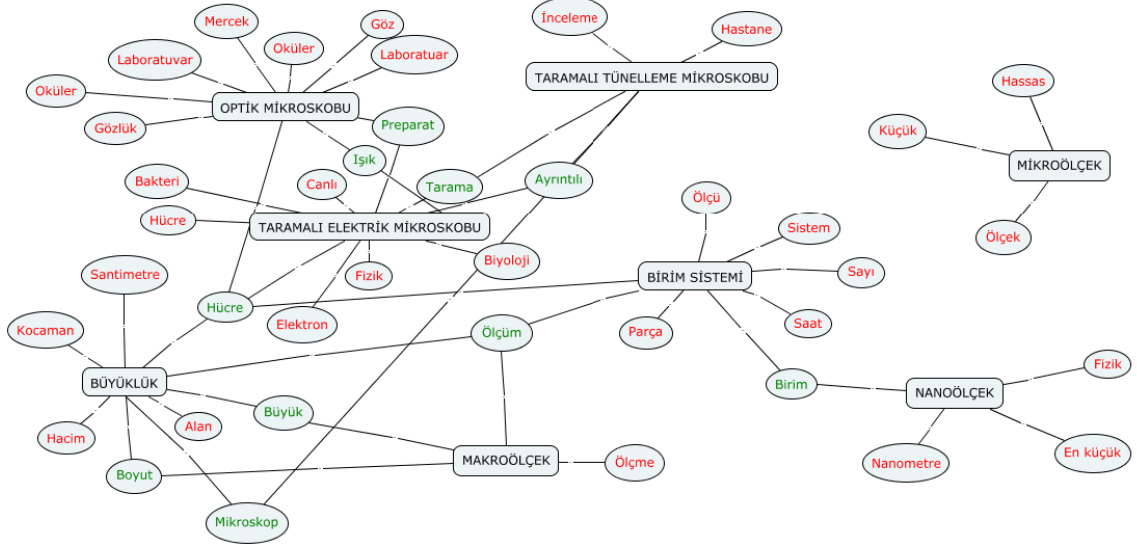 Mercek
Göz
İnceleme
Hastane
Oküler
Laboratuvar
Laboratuar
TARAMALI TÜNELLEME MİKROSKOBU
Hassas
Oküler
OPTİK MİKROSKOBU
Gözlük
Preparat
Küçük
Işık
MİKROÖLÇEK
Bakteri
Canlı
Tarama
Ayrıntılı
Ölçü
Hücre
TARAMALI ELEKTRİK MİKROSKOBU
Sistem
Ölçek
Biyoloji
Santimetre
Fizik
BİRİM SİSTEMİ
Sayı
Hücre
Kocaman
Elektron
Ölçüm
Parça
Saat
BÜYÜKLÜK
Birim
Fizik
NANOÖLÇEK
Büyük
Alan
Hacim
Boyut
MAKROÖLÇEK
Ölçme
Nanometre
En küçük
Mikroskop